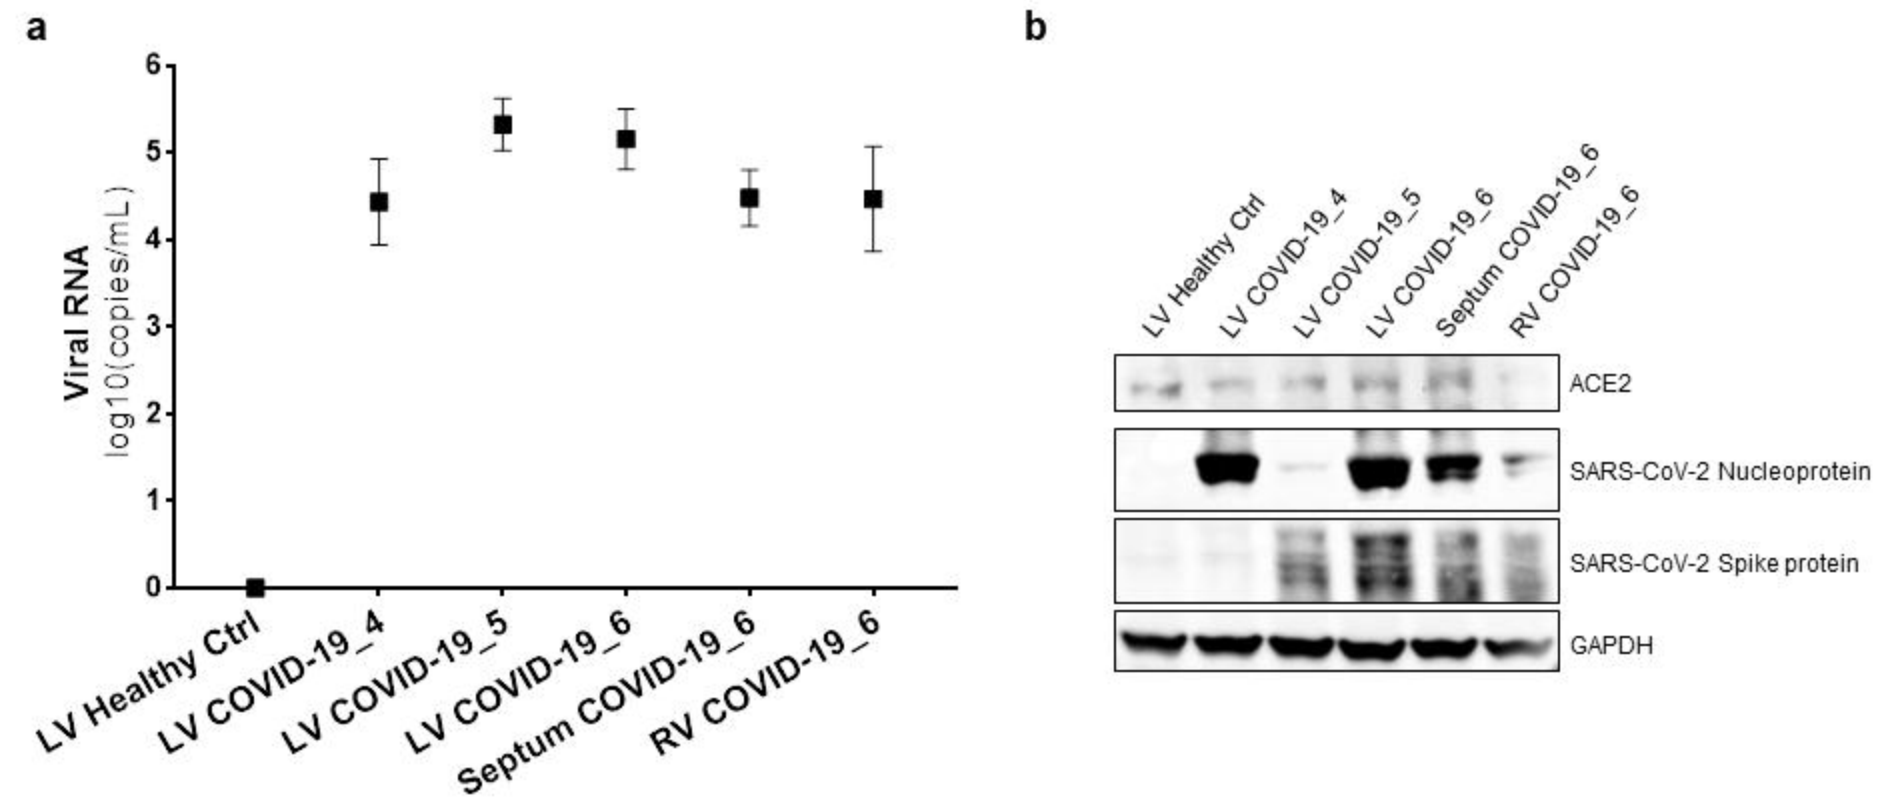 a
6
5
4
3
2
1
0
Viral RNA
log10(copies/mL)
LV Healthy Ctrl
LV COVID-19_4
LV COVID-19_5
LV COVID-19_6
Septum COVID-19_6
RV COVID-19_6
b
LV Healthy Ctrl
LV COVID-19_4
LV COVID-19_5
LV COVID-19_6
Septum COVID-19_6
RV COVID-19_6
ACE2
SARS-CoV-2 Nucleoprotein
SARS-CoV-2 Spike protein
GAPDH